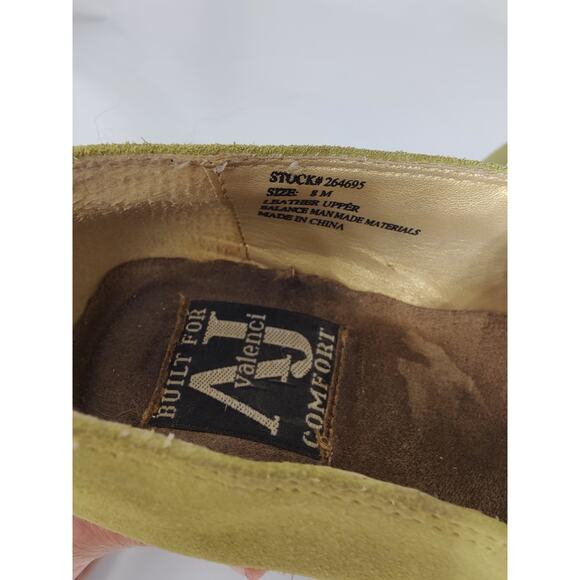 STOCK# 264695
SIZE: 8 M
LEATHER UPPER
BALANCE MAN MADE MATERIALS
MADE IN CHINA
BUILT FOR
AJ
Valenci
COMFORT